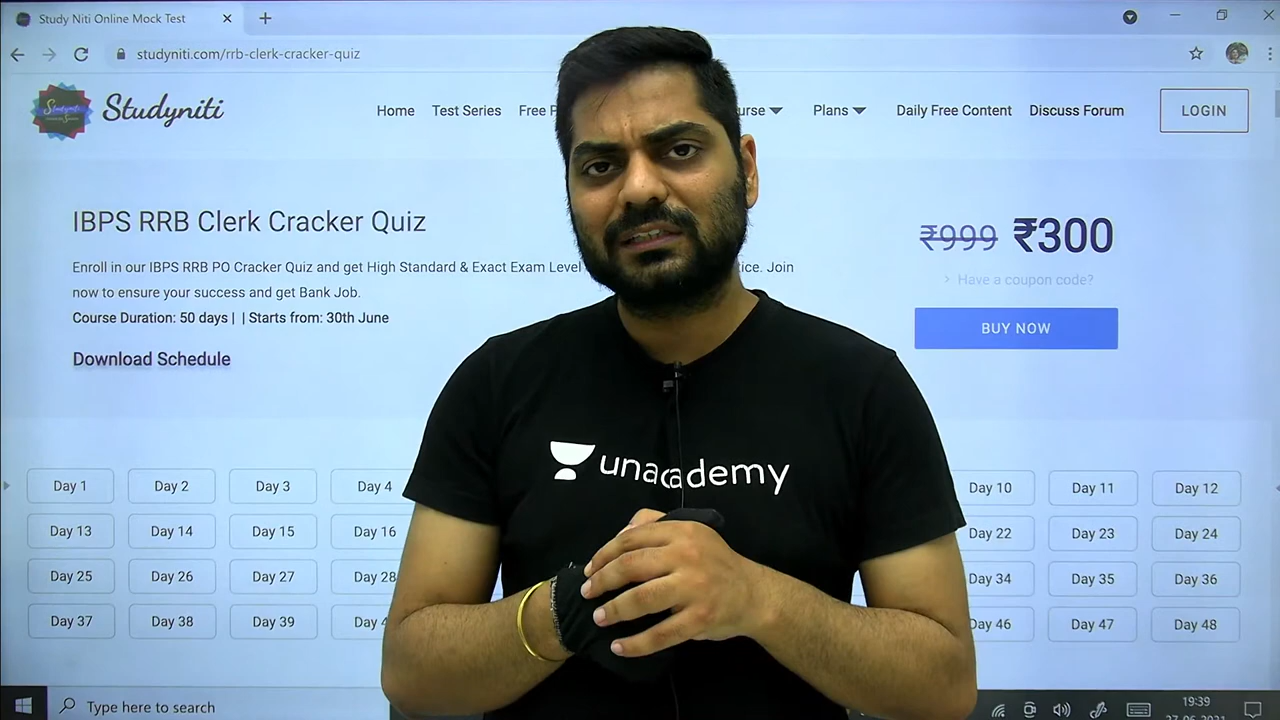 Study Niti Online Mock Test
studyniti.com/rrb-clerk-cracker-quiz
Studyniti
Home Test Series Free Plans Daily Free Content Discuss Forum LOGIN
IBPS RRB Clerk Cracker Quiz
₹999 ₹300
Enroll in our IBPS RRB PO Cracker Quiz and get High Standard & Exact Exam Level Join
Have a coupon code?
now to ensure your success and get Bank Job.
Course Duration: 50 days | | Starts from: 30th June
BUY NOW
Download Schedule
unacademy
Day 1 Day 2 Day 3 Day 4 Day 10 Day 11 Day 12
Day 13 Day 14 Day 15 Day 16 Day 22 Day 23 Day 24
Day 25 Day 26 Day 27 Day 28 Day 34 Day 35 Day 36
Day 37 Day 38 Day 39 Day 46 Day 47 Day 48
Type here to search
19:39